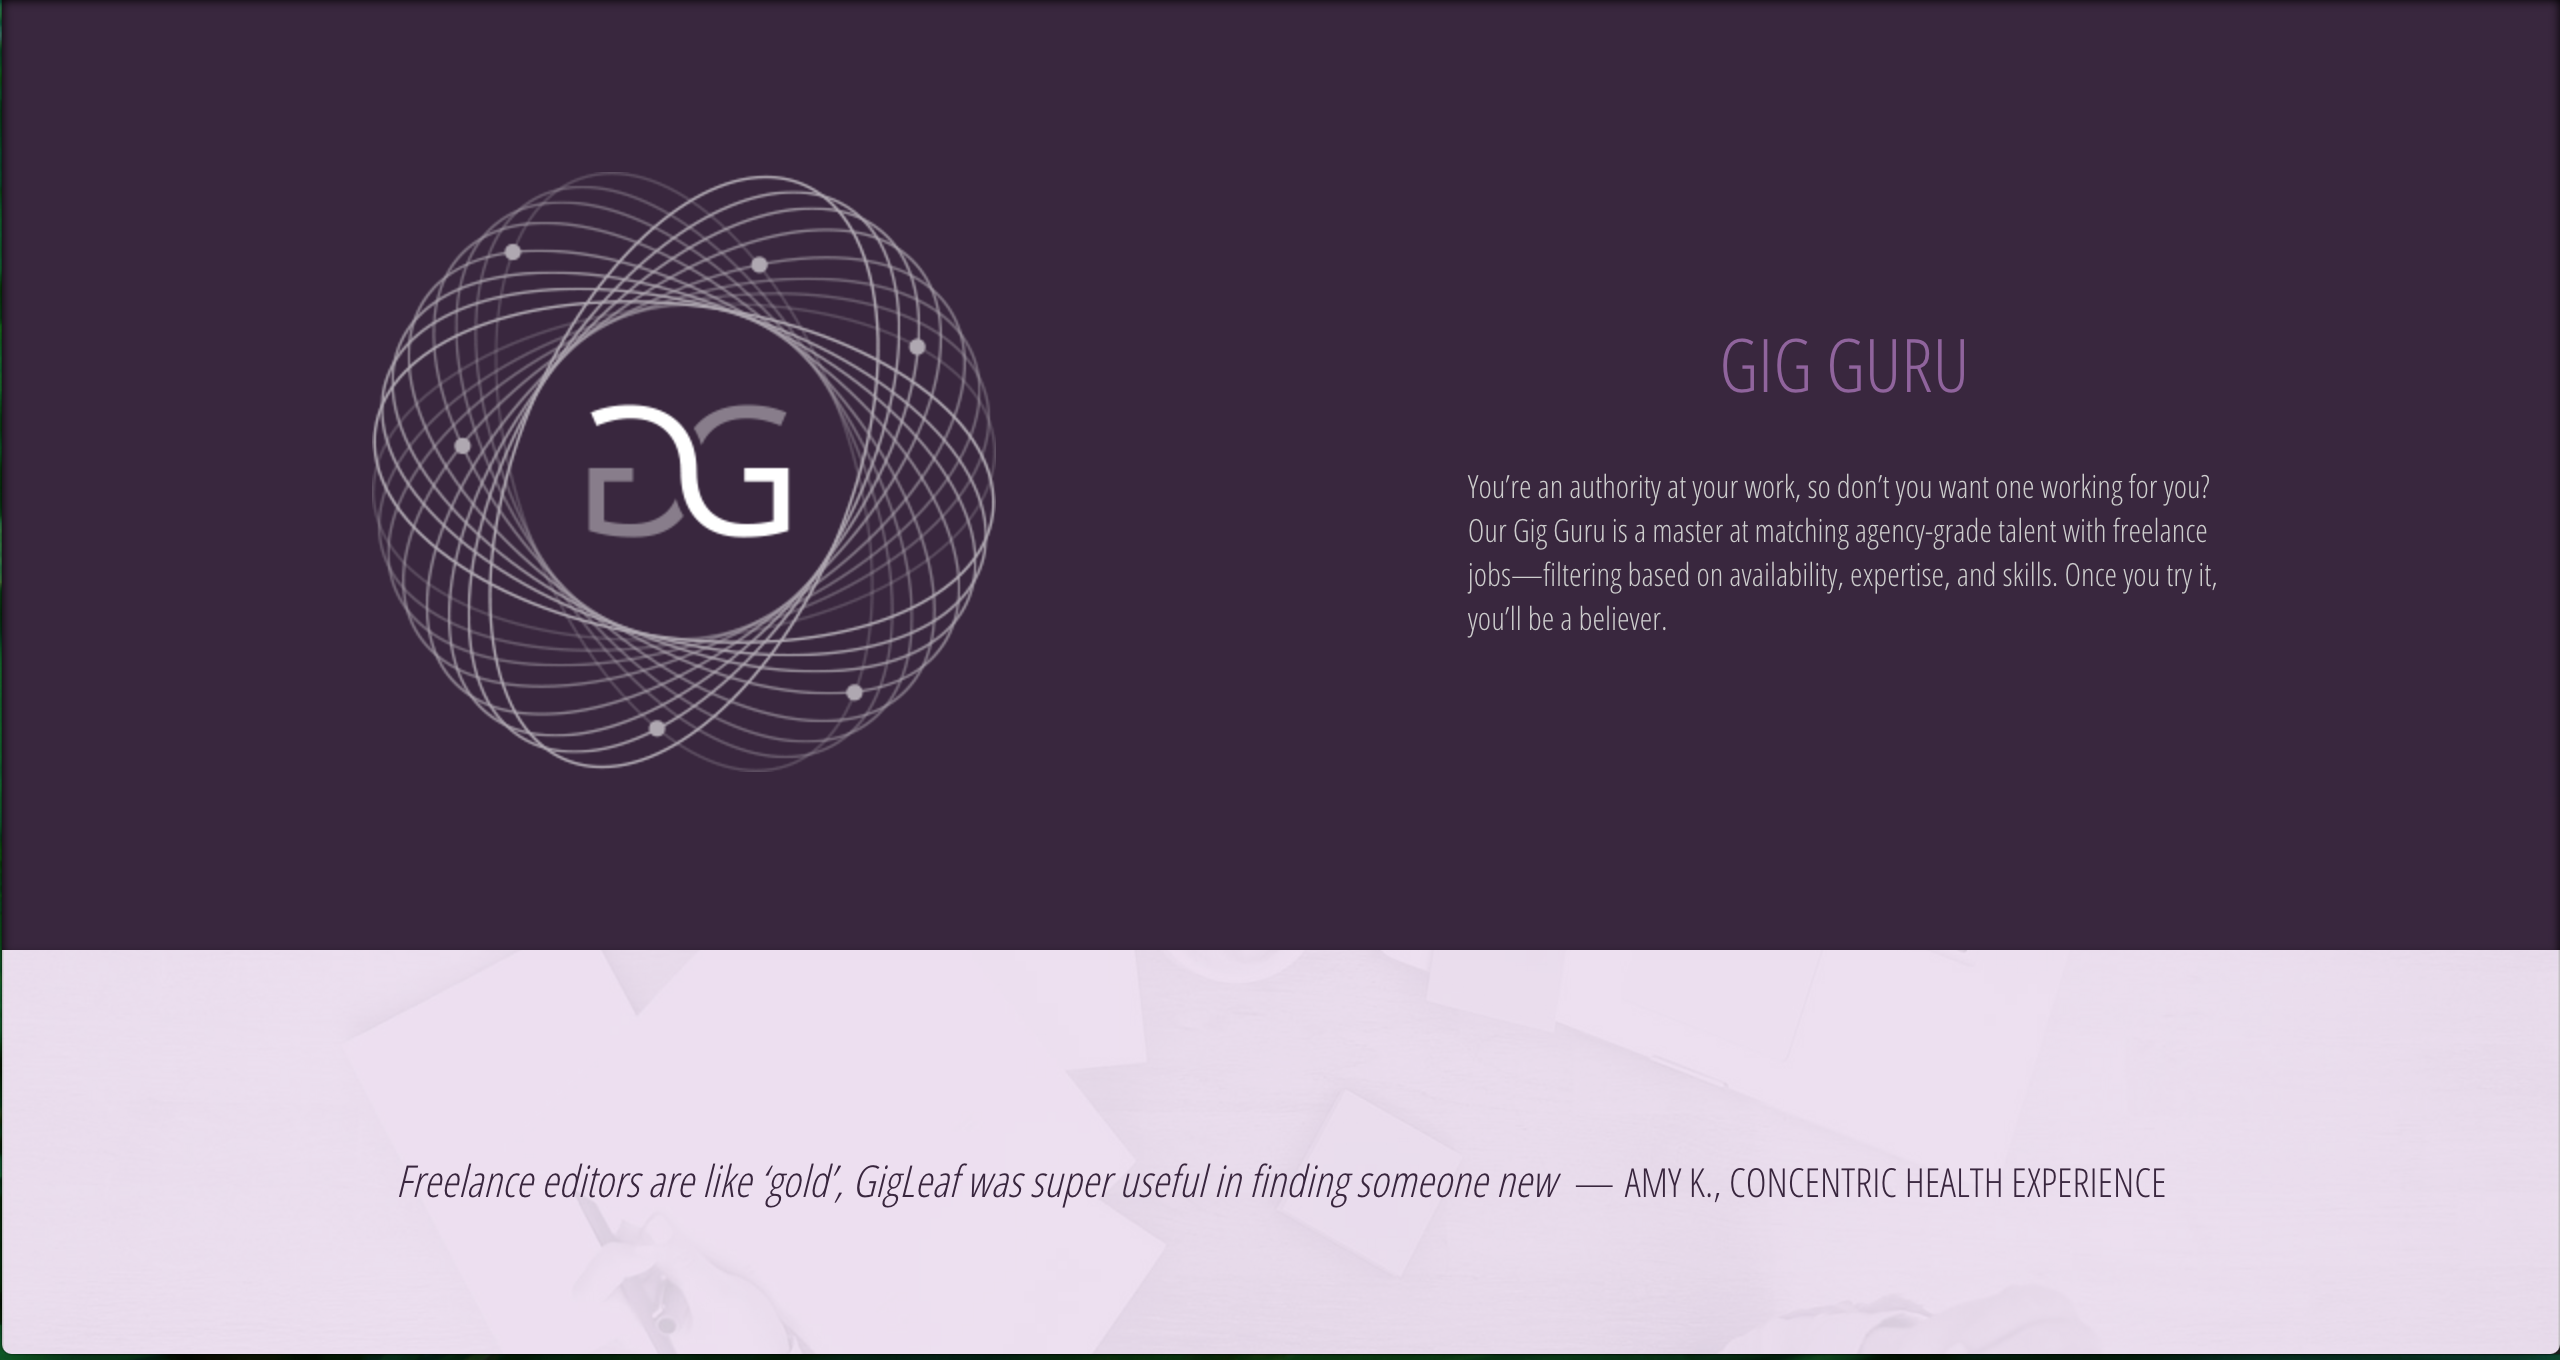 GG
GIG GURU
You’re an authority at your work, so don’t you want one working for you?
Our Gig Guru is a master at matching agency-grade talent with freelance
jobs—filtering based on availability, expertise, and skills. Once you try it,
you’ll be a believer.
Freelance editors are like ‘gold’, GigLeaf was super useful in finding someone new — AMY K., CONCENTRIC HEALTH EXPERIENCE